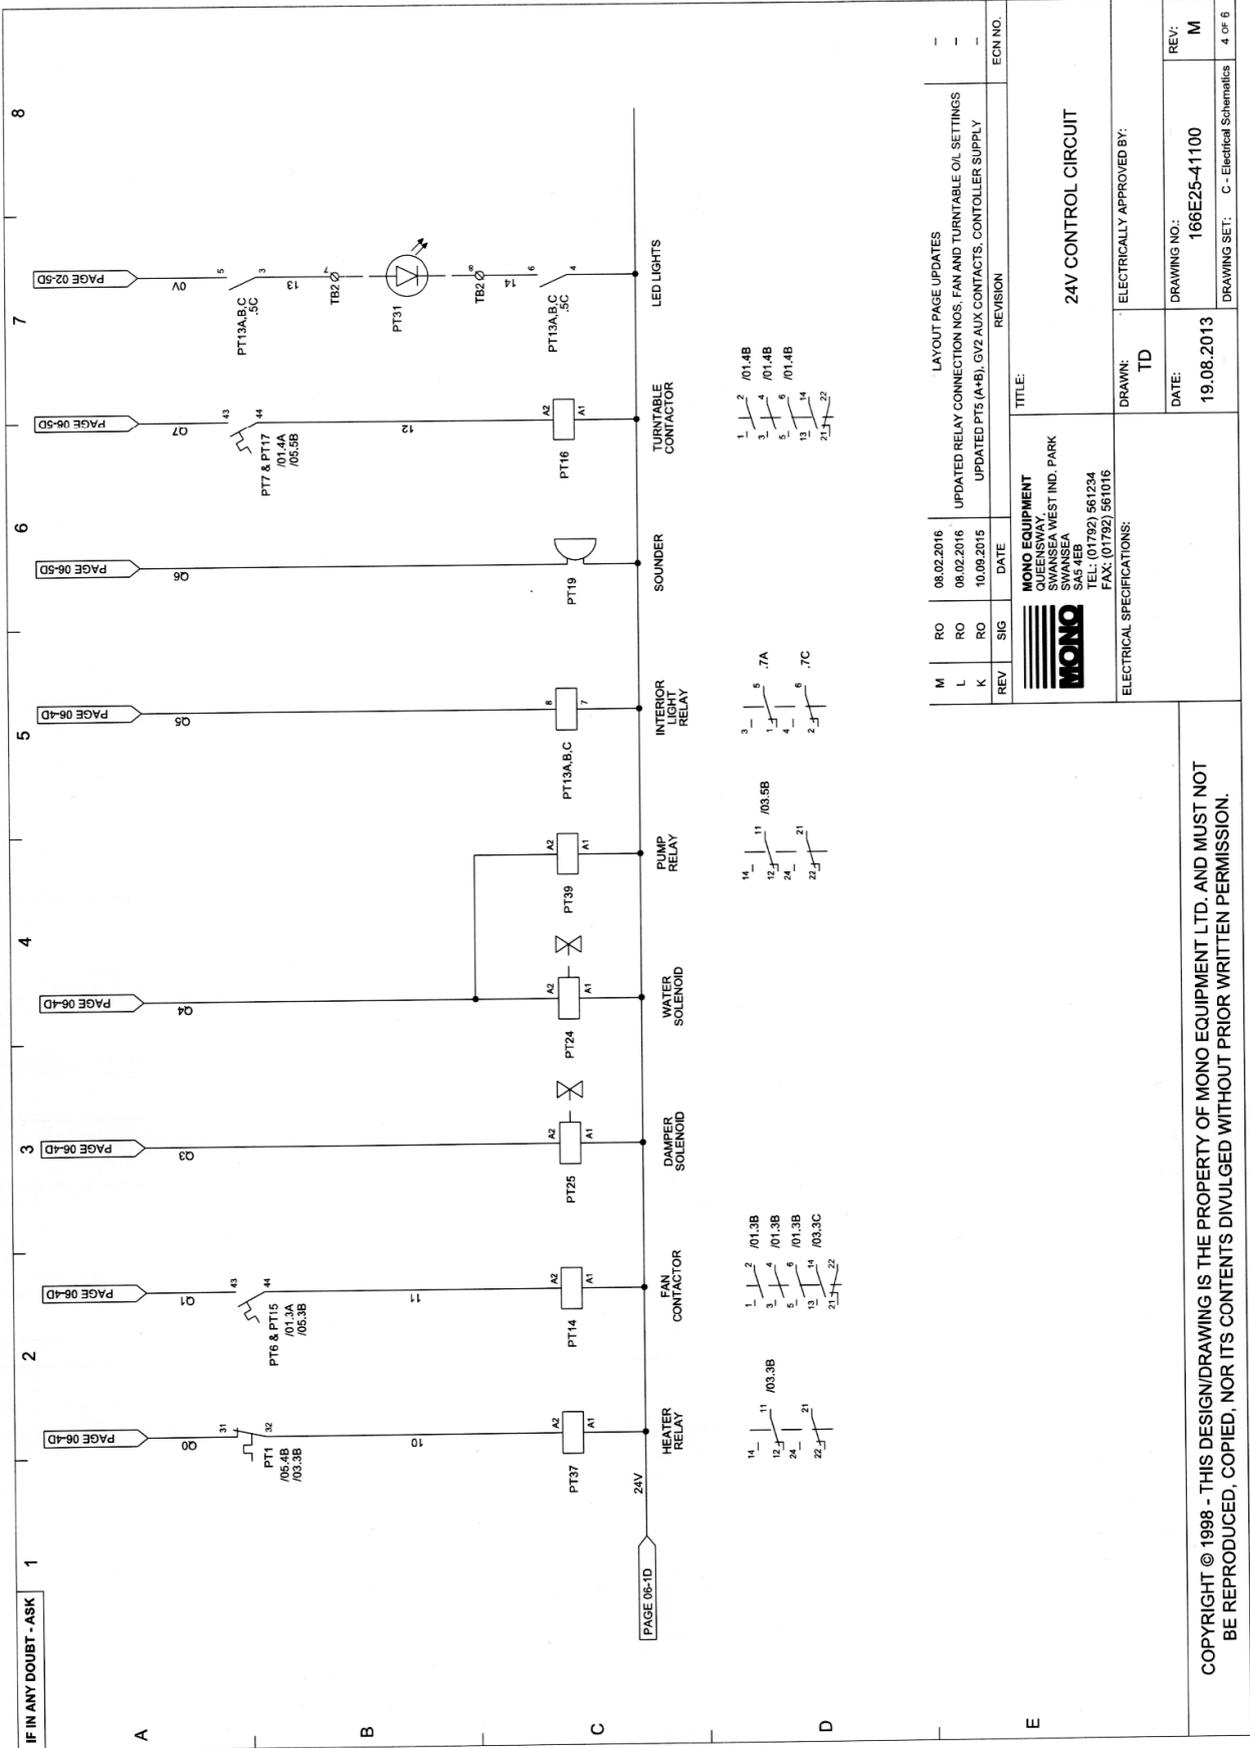 IF IN ANY DOUBT - ASK
1
2
3
4
5
6
7
8
A
B
C
D
E
PAGE 06-4D
Q0
31
32
PT1
/05.4B
/03.3B
10
A2
A1
PT37
HEATER
RELAY
PAGE 06-4D
Q1
43
44
PT6 & PT15
/01.3A
/05.3B
11
A2
A1
PT14
FAN
CONTACTOR
PAGE 06-4D
Q3
A2
A1
PT25
DAMPER
SOLENOID
PAGE 06-4D
Q4
A2
A1
PT24
WATER
SOLENOID
A2
A1
PT39
PUMP
RELAY
PAGE 06-4D
Q5
8
7
PT13A,B,C
INTERIOR
LIGHT
RELAY
PAGE 06-5D
Q6
PT19
SOUNDER
PAGE 06-5D
Q7
43
44
PT7 & PT17
/01.4A
/05.5B
12
A2
A1
PT16
TURNTABLE
CONTACTOR
PAGE 02-5D
0V
5
3
PT13A,B,C
.5C
13
7
TB2
PT31
8
TB2
14
6
4
PT13A,B,C
.5C
LED LIGHTS
24V
PAGE 06-1D
14
11
/03.3B
12
24
21
22
1
2
/01.3B
3
4
/01.3B
5
6
/01.3B
13
14
/03.3C
21
22
14
11
/03.5B
12
24
21
22
3
5
.7A
1
4
6
.7C
2
1
2
/01.4B
3
4
/01.4B
5
6
/01.4B
13
14
21
22
M RO 08.02.2016 LAYOUT PAGE UPDATES -
L RO 08.02.2016 UPDATED RELAY CONNECTION NOS, FAN AND TURNTABLE O/L SETTINGS -
K RO 10.09.2015 UPDATED PT5 (A+B), GV2 AUX CONTACTS, CONTOLLER SUPPLY -
REV SIG DATE REVISION ECN NO.
MONO
MONO EQUIPMENT
QUEENSWAY,
SWANSEA WEST IND. PARK
SWANSEA
SA5 4EB
TEL: (01792) 561234
FAX: (01792) 561016
TITLE:
24V CONTROL CIRCUIT
ELECTRICAL SPECIFICATIONS:
DRAWN:
TD
ELECTRICALLY APPROVED BY:
DATE:
19.08.2013
DRAWING NO.:
166E25-41100
REV:
M
DRAWING SET: C - Electrical Schematics
4 OF 6
COPYRIGHT © 1998 - THIS DESIGN/DRAWING IS THE PROPERTY OF MONO EQUIPMENT LTD. AND MUST NOT
BE REPRODUCED, COPIED, NOR ITS CONTENTS DIVULGED WITHOUT PRIOR WRITTEN PERMISSION.